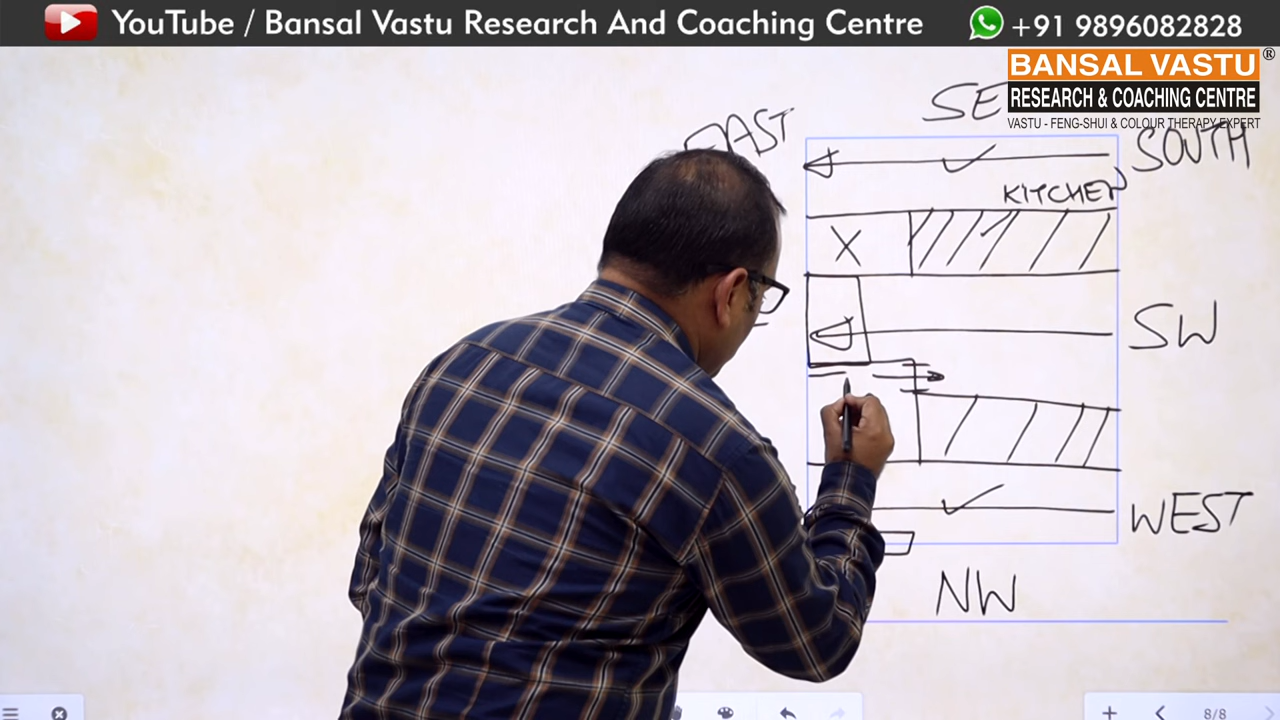 YouTube / Bansal Vastu Research And Coaching Centre
+91 9896082828
BANSAL VASTU®
RESEARCH & COACHING CENTRE
VASTU - FENG-SHUI & COLOUR THERAPY EXPERT
SE
EAST
SOUTH
KITCHEN
X
SW
WEST
NW
8/8